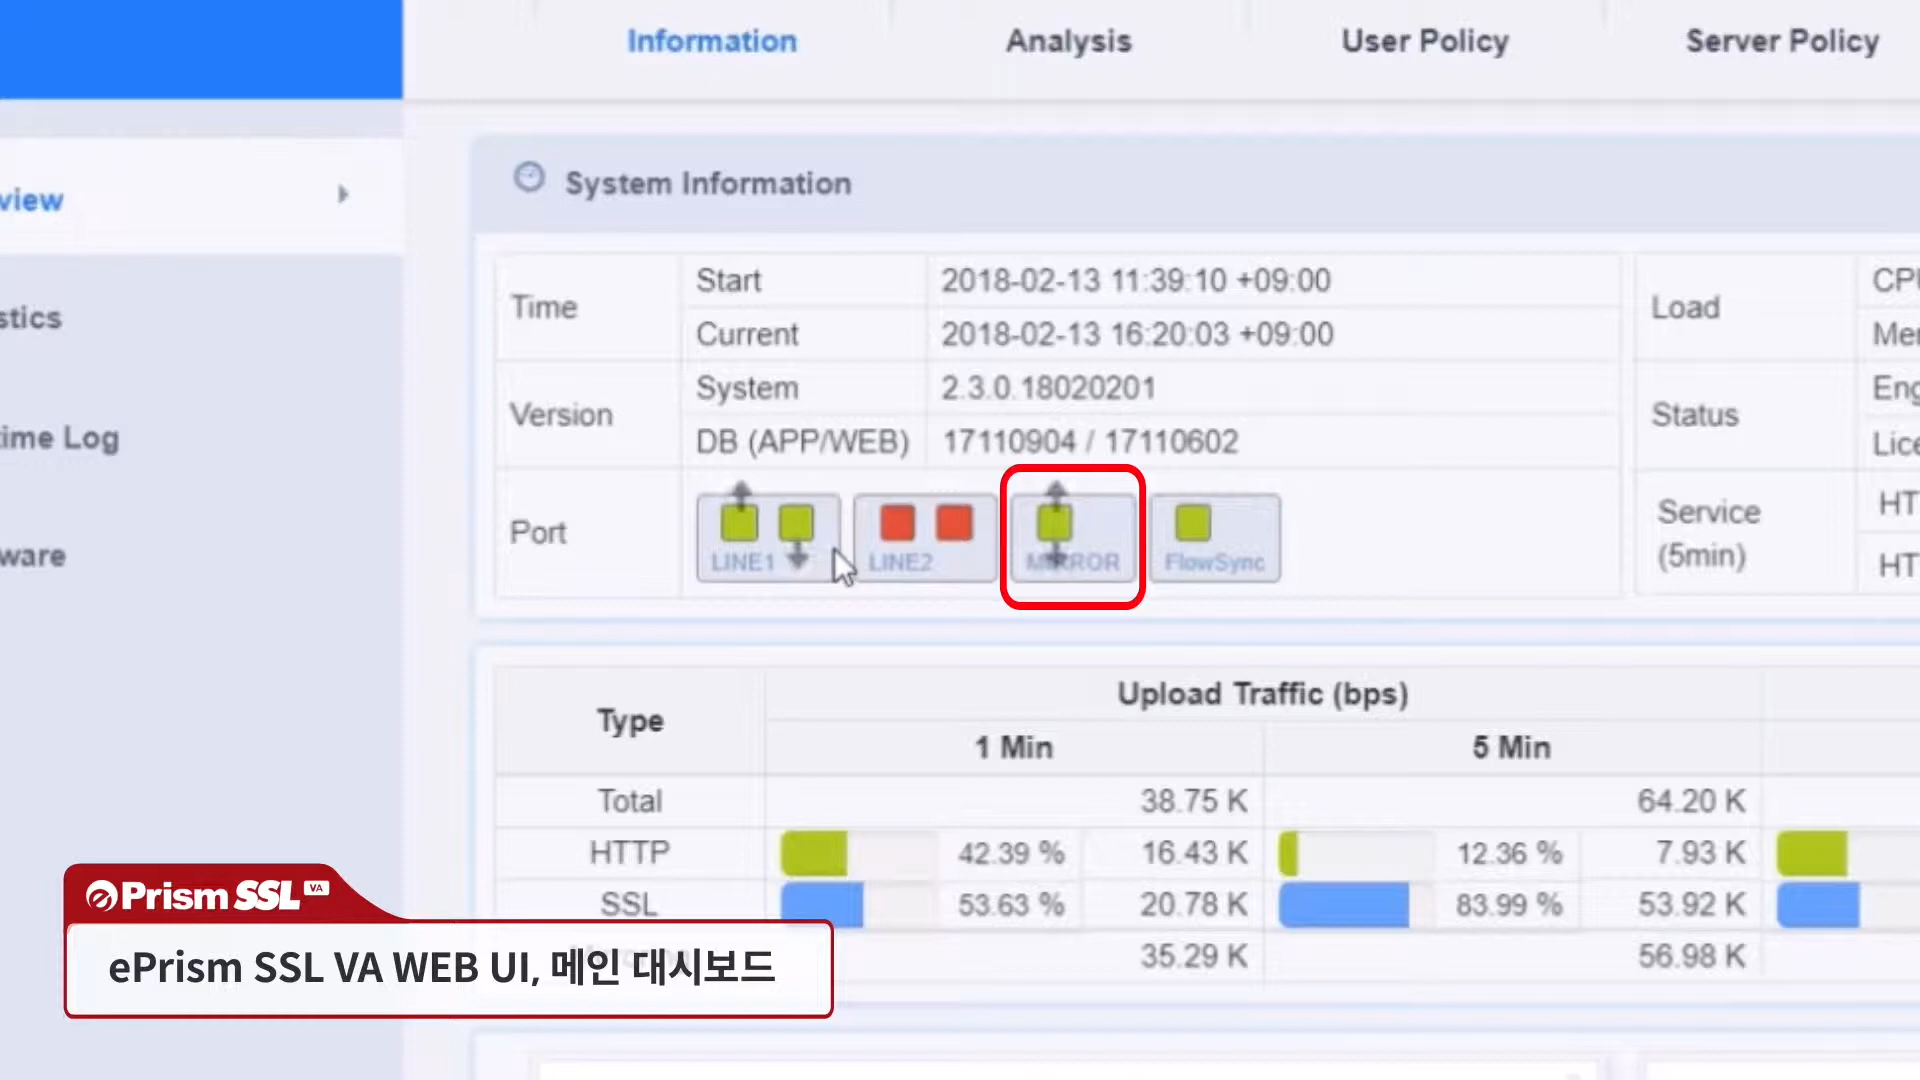 Information Analysis User Policy Server Policy
view
System Information
Time Start 2018-02-13 11:39:10 +09:00 Load
Current 2018-02-13 16:20:03 +09:00
Version System 2.3.0.18020201 Status
DB (APP/WEB) 17110904 / 17110602
Port LINE1 LINE2 MIRROR FlowSync Service (5min)
stics
time Log
ware
Type Upload Traffic (bps)
1 Min 5 Min
Total 38.75 K 64.20 K
HTTP 42.39 % 16.43 K 12.36 % 7.93 K
SSL 53.63 % 20.78 K 83.99 % 53.92 K
35.29 K 56.98 K
ePrism SSL VA
ePrism SSL VA WEB UI, 메인 대시보드